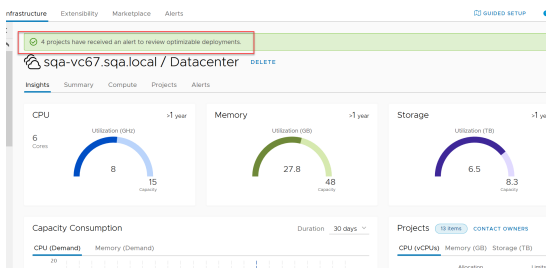 nfrastructure Extensibility Marketplace Alerts GUIDED SETUP
4 projects have received an alert to review optimizable deployments.
sqa-vc67.sqa.local / Datacenter DELETE
Insights Summary Compute Projects Alerts
CPU >1 year Memory >1 year Storage >1 ye
6 Cores
Utilization (GHz)
8
15
Capacity
Utilization (GB)
27.8
48
Capacity
Utilization (TB)
6.5
8.3
Capacity
Capacity Consumption Duration 30 days
CPU (Demand) Memory (Demand)
20
Projects 13 items CONTACT OWNERS
CPU (vCPUs) Memory (GB) Storage (TB)
Allocation Limits